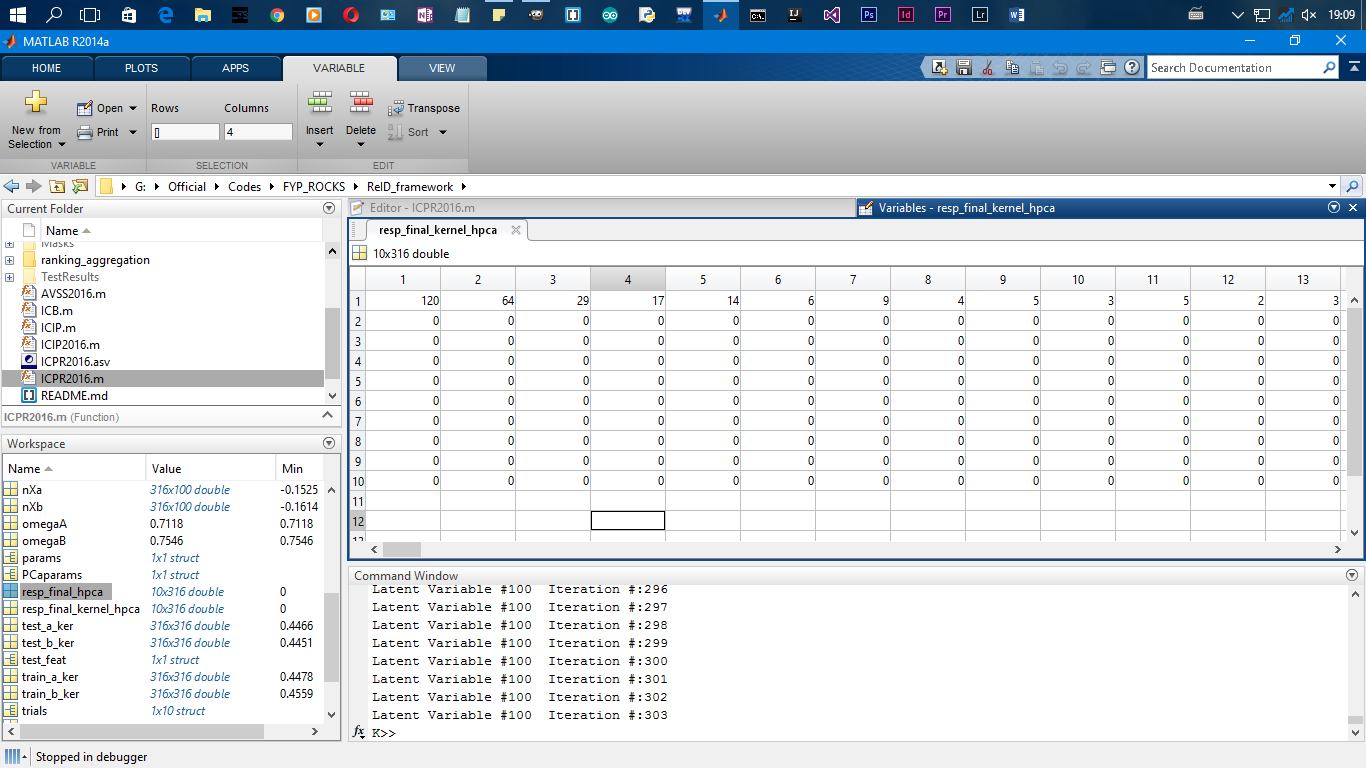 19:09
MATLAB R2014a
HOME PLOTS APPS VARIABLE VIEW
Search Documentation
New from Selection
Open
Print
Rows Columns
[] 4
Insert
Delete
Transpose
Sort
VARIABLE SELECTION EDIT
G: Official Codes FYP_ROCKS ReID_framework
Current Folder
Name
Masks
ranking_aggregation
TestResults
AVSS2016.m
ICB.m
ICIP.m
ICIP2016.m
ICPR2016.asv
ICPR2016.m
README.md
ICPR2016.m (Function)
Workspace
Name Value Min
nXa 316x100 double -0.1525
nXb 316x100 double -0.1614
omegaA 0.7118 0.7118
omegaB 0.7546 0.7546
params 1x1 struct
PCaparams 1x1 struct
resp_final_hpca 10x316 double 0
resp_final_kernel_hpca 10x316 double 0
test_a_ker 316x316 double 0.4466
test_b_ker 316x316 double 0.4451
test_feat 1x1 struct
train_a_ker 316x316 double 0.4478
train_b_ker 316x316 double 0.4559
trials 1x10 struct
Editor - ICPR2016.m
Variables - resp_final_kernel_hpca
resp_final_kernel_hpca
10x316 double
1 2 3 4 5 6 7 8 9 10 11 12 13
1 120 64 29 17 14 6 9 4 5 3 5 2 3
2 0 0 0 0 0 0 0 0 0 0 0 0 0
3 0 0 0 0 0 0 0 0 0 0 0 0 0
4 0 0 0 0 0 0 0 0 0 0 0 0 0
5 0 0 0 0 0 0 0 0 0 0 0 0 0
6 0 0 0 0 0 0 0 0 0 0 0 0 0
7 0 0 0 0 0 0 0 0 0 0 0 0 0
8 0 0 0 0 0 0 0 0 0 0 0 0 0
9 0 0 0 0 0 0 0 0 0 0 0 0 0
10 0 0 0 0 0 0 0 0 0 0 0 0 0
11
12
13
Command Window
Latent Variable #100 Iteration #:296
Latent Variable #100 Iteration #:297
Latent Variable #100 Iteration #:298
Latent Variable #100 Iteration #:299
Latent Variable #100 Iteration #:300
Latent Variable #100 Iteration #:301
Latent Variable #100 Iteration #:302
Latent Variable #100 Iteration #:303
fx K>>
Stopped in debugger